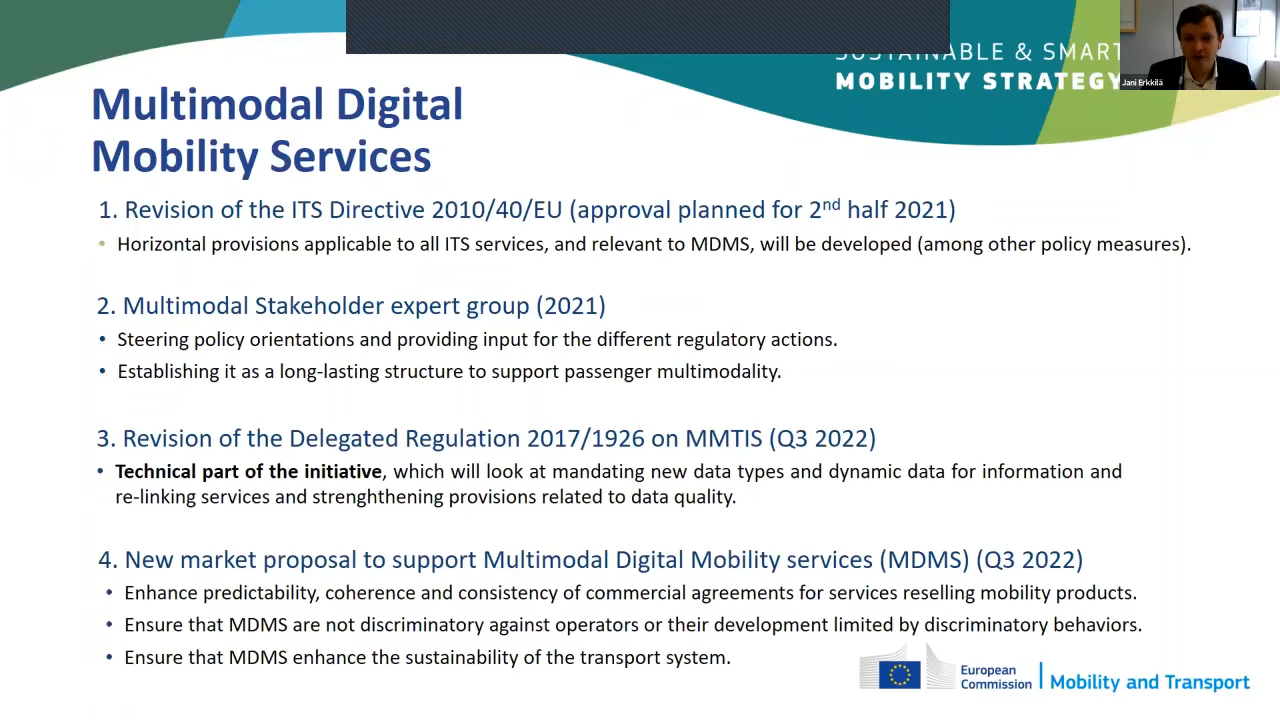 SUSTAINABLE & SMART
MOBILITY STRATEGY
Jani Erkkilä
Multimodal Digital
Mobility Services
1. Revision of the ITS Directive 2010/40/EU (approval planned for 2nd half 2021)
• Horizontal provisions applicable to all ITS services, and relevant to MDMS, will be developed (among other policy measures).
2. Multimodal Stakeholder expert group (2021)
• Steering policy orientations and providing input for the different regulatory actions.
• Establishing it as a long-lasting structure to support passenger multimodality.
3. Revision of the Delegated Regulation 2017/1926 on MMTIS (Q3 2022)
• Technical part of the initiative, which will look at mandating new data types and dynamic data for information and
re-linking services and strenghthening provisions related to data quality.
4. New market proposal to support Multimodal Digital Mobility services (MDMS) (Q3 2022)
• Enhance predictability, coherence and consistency of commercial agreements for services reselling mobility products.
• Ensure that MDMS are not discriminatory against operators or their development limited by discriminatory behaviors.
• Ensure that MDMS enhance the sustainability of the transport system.
European
Commission
Mobility and Transport